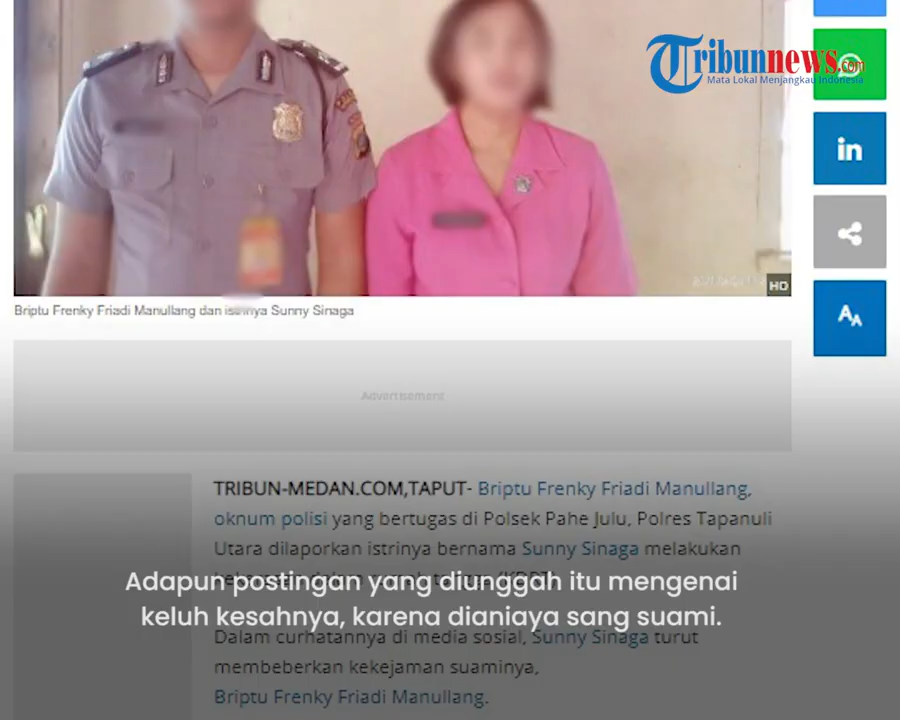 Tribunnews.com
Mata Lokal Menjangkau Indonesia
in
HD
Briptu Frenky Friadi Manullang dan istrinya Sunny Sinaga
AA
Advertisement
TRIBUN-MEDAN.COM,TAPUT- Briptu Frenky Friadi Manullang,
oknum polisi yang bertugas di Polsek Pahe Julu, Polres Tapanuli
Utara dilaporkan istrinya bernama Sunny Sinaga melakukan
Adapun postingan yang diunggah itu mengenai
keluh kesahnya, karena dianiaya sang suami.
Dalam curhatannya di media sosial, Sunny Sinaga turut
membeberkan kekejaman suaminya,
Briptu Frenky Friadi Manullang.